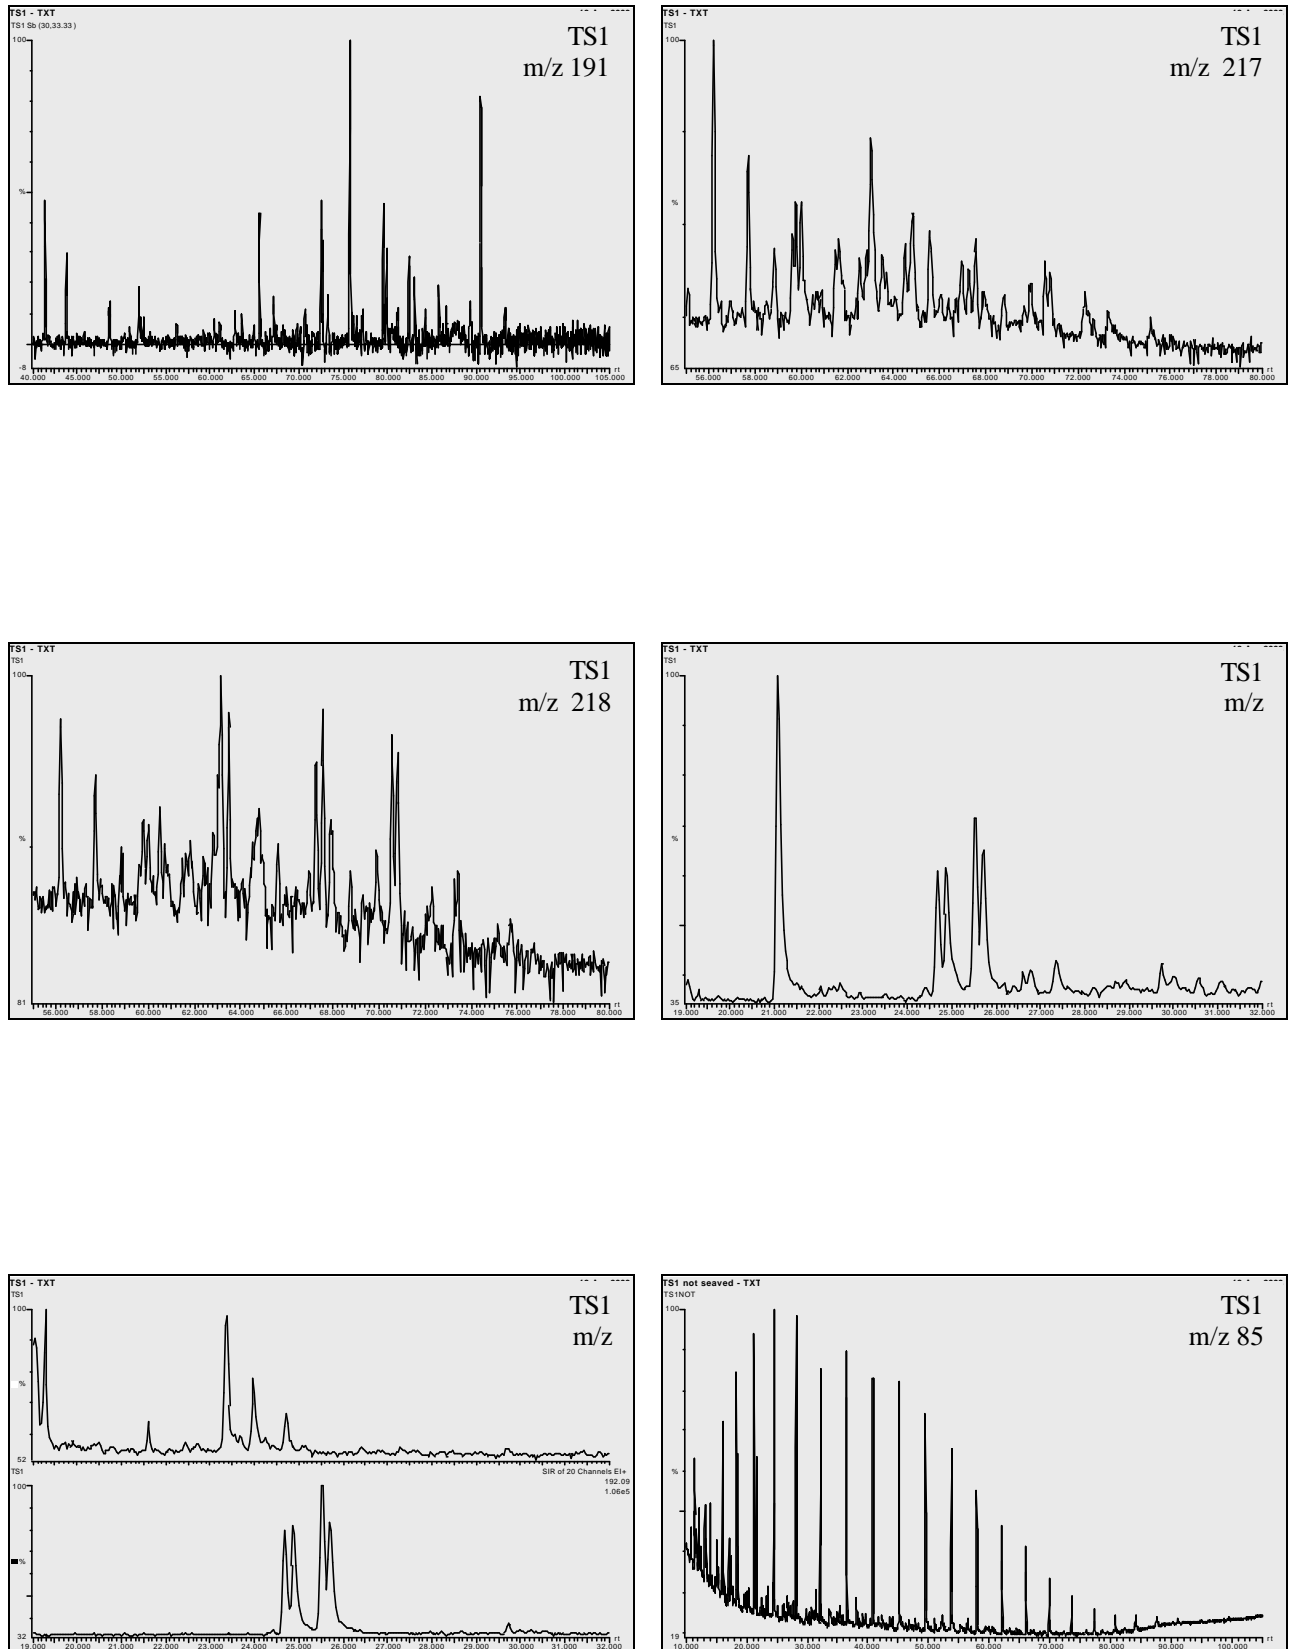 TS1 - TXT
TS1 Sb (30,33.33 )
TS1
m/z 191
100
%
-8
40.000 45.000 50.000 55.000 60.000 65.000 70.000 75.000 80.000 85.000 90.000 95.000 100.000 105.000
rt
TS1 - TXT
TS1
TS1
m/z 217
100
%
65
56.000 58.000 60.000 62.000 64.000 66.000 68.000 70.000 72.000 74.000 76.000 78.000 80.000
rt
TS1 - TXT
TS1
TS1
m/z 218
100
%
81
56.000 58.000 60.000 62.000 64.000 66.000 68.000 70.000 72.000 74.000 76.000 78.000 80.000
rt
TS1 - TXT
TS1
TS1
m/z
100
%
35
19.000 20.000 21.000 22.000 23.000 24.000 25.000 26.000 27.000 28.000 29.000 30.000 31.000 32.000
rt
TS1 - TXT
TS1
TS1
m/z
100
%
52
TS1
SIR of 20 Channels EI+
192.09
1.06e5
100
%
32
19.000 20.000 21.000 22.000 23.000 24.000 25.000 26.000 27.000 28.000 29.000 30.000 31.000 32.000
rt
TS1 not seaved - TXT
TS1NOT
TS1
m/z 85
100
%
19
10.000 20.000 30.000 40.000 50.000 60.000 70.000 80.000 90.000 100.000
rt